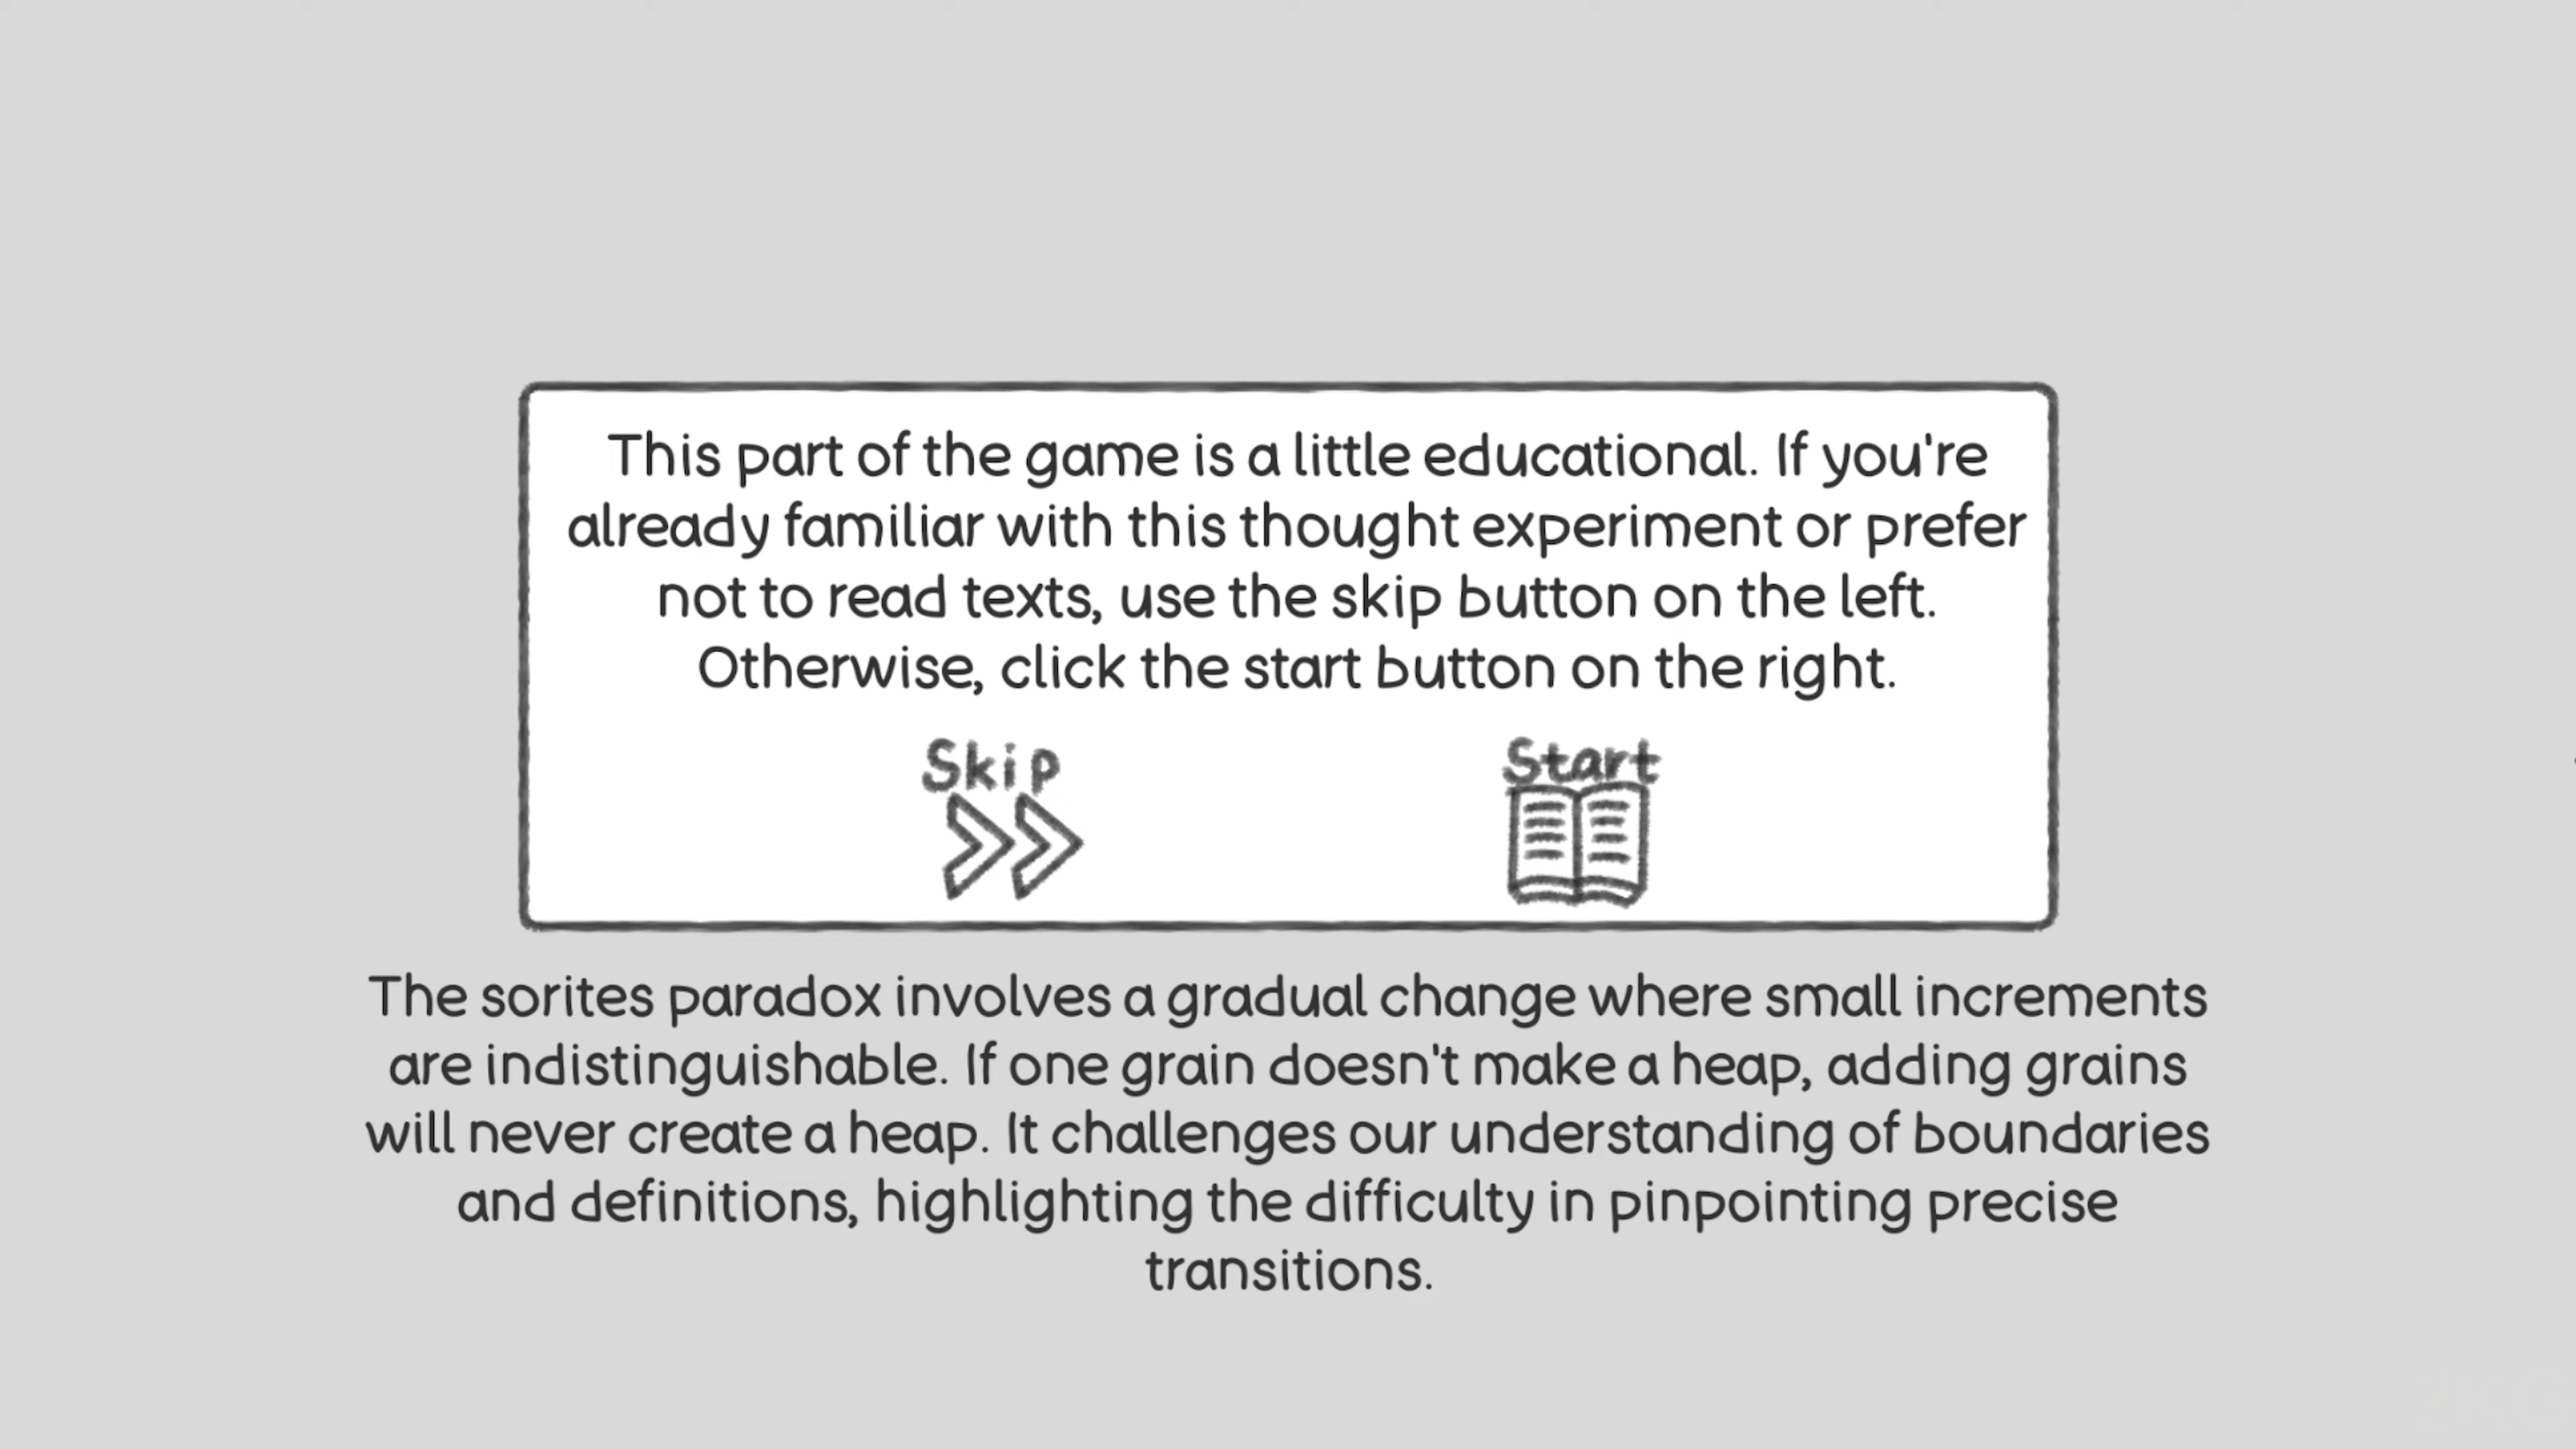 This part of the game is a little educational. If you're
already familiar with this thought experiment or prefer
not to read texts, use the skip button on the left.
Otherwise, click the start button on the right.
Skip
Start
The sorites paradox involves a gradual change where small increments
are indistinguishable. If one grain doesn't make a heap, adding grains
will never create a heap. It challenges our understanding of boundaries
and definitions, highlighting the difficulty in pinpointing precise
transitions.